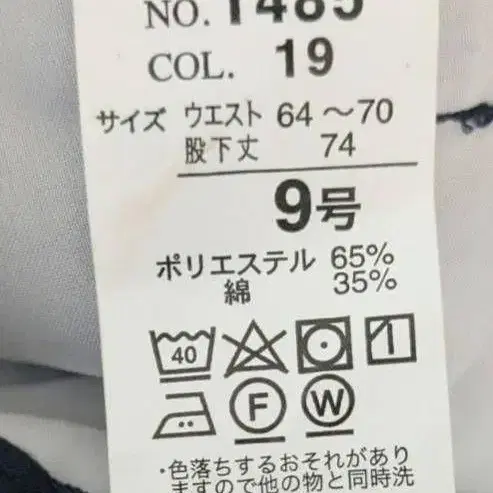 NO. 1485
COL. 19
サイズ ウエスト 64～70
股下丈 74
9号
ポリエステル 65%
綿 35%
40
F W
・色落ちするおそれがあり
ますので他の物と同時洗